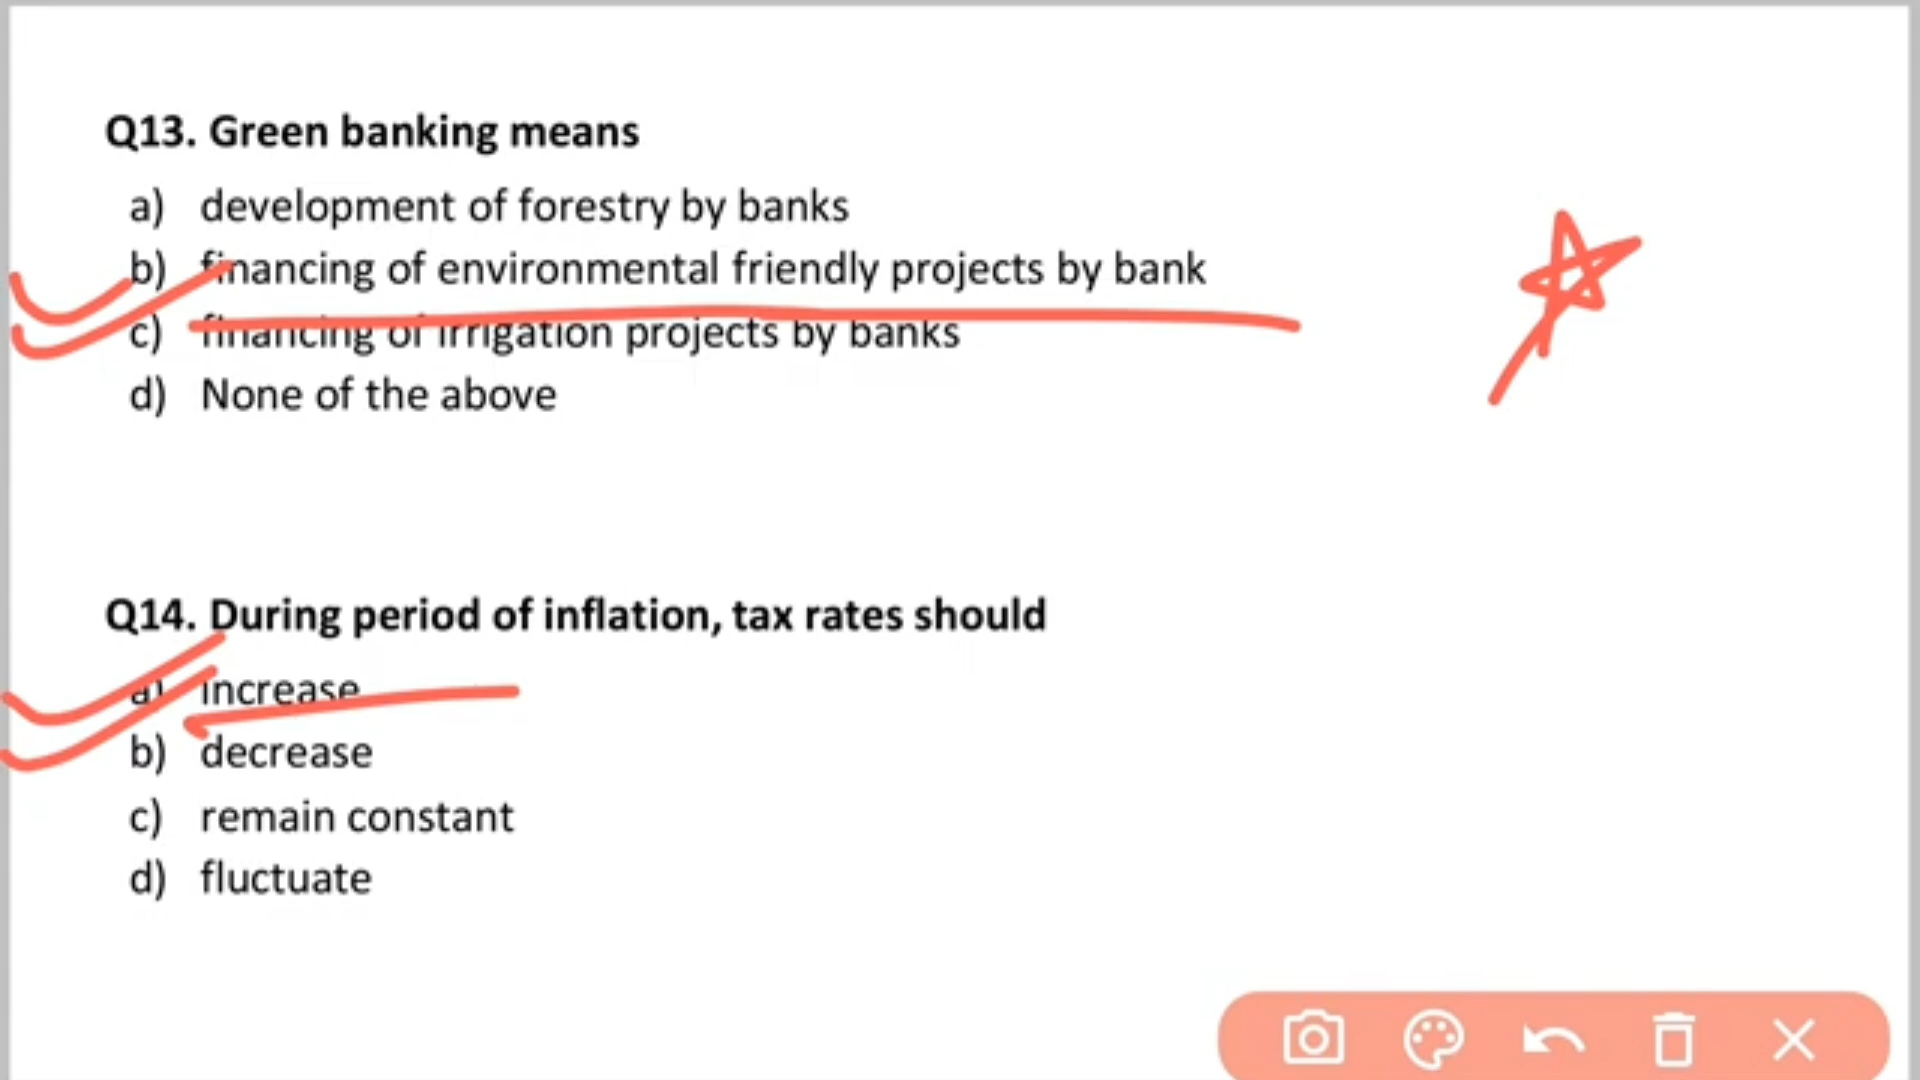 Q13. Green banking means
a) development of forestry by banks
b) financing of environmental friendly projects by bank
c) financing of irrigation projects by banks
d) None of the above
Q14. During period of inflation, tax rates should
a) increase
b) decrease
c) remain constant
d) fluctuate